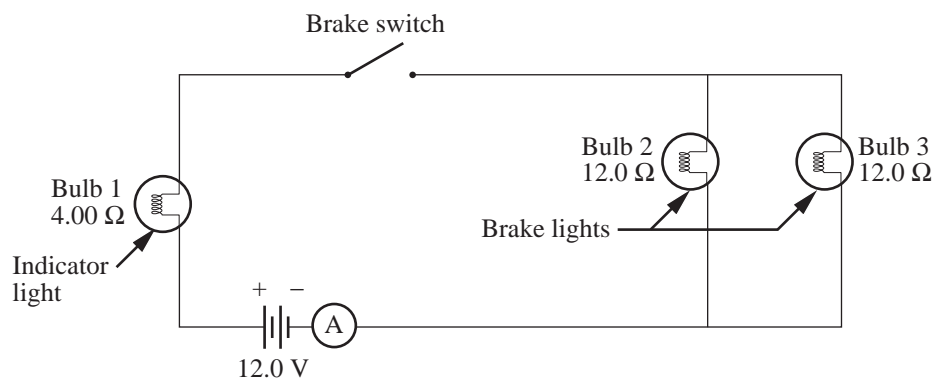 Brake switch
Bulb 1
4.00 Ω
Bulb 2
12.0 Ω
Bulb 3
12.0 Ω
Brake lights
Indicator
light
+ −
A
12.0 V